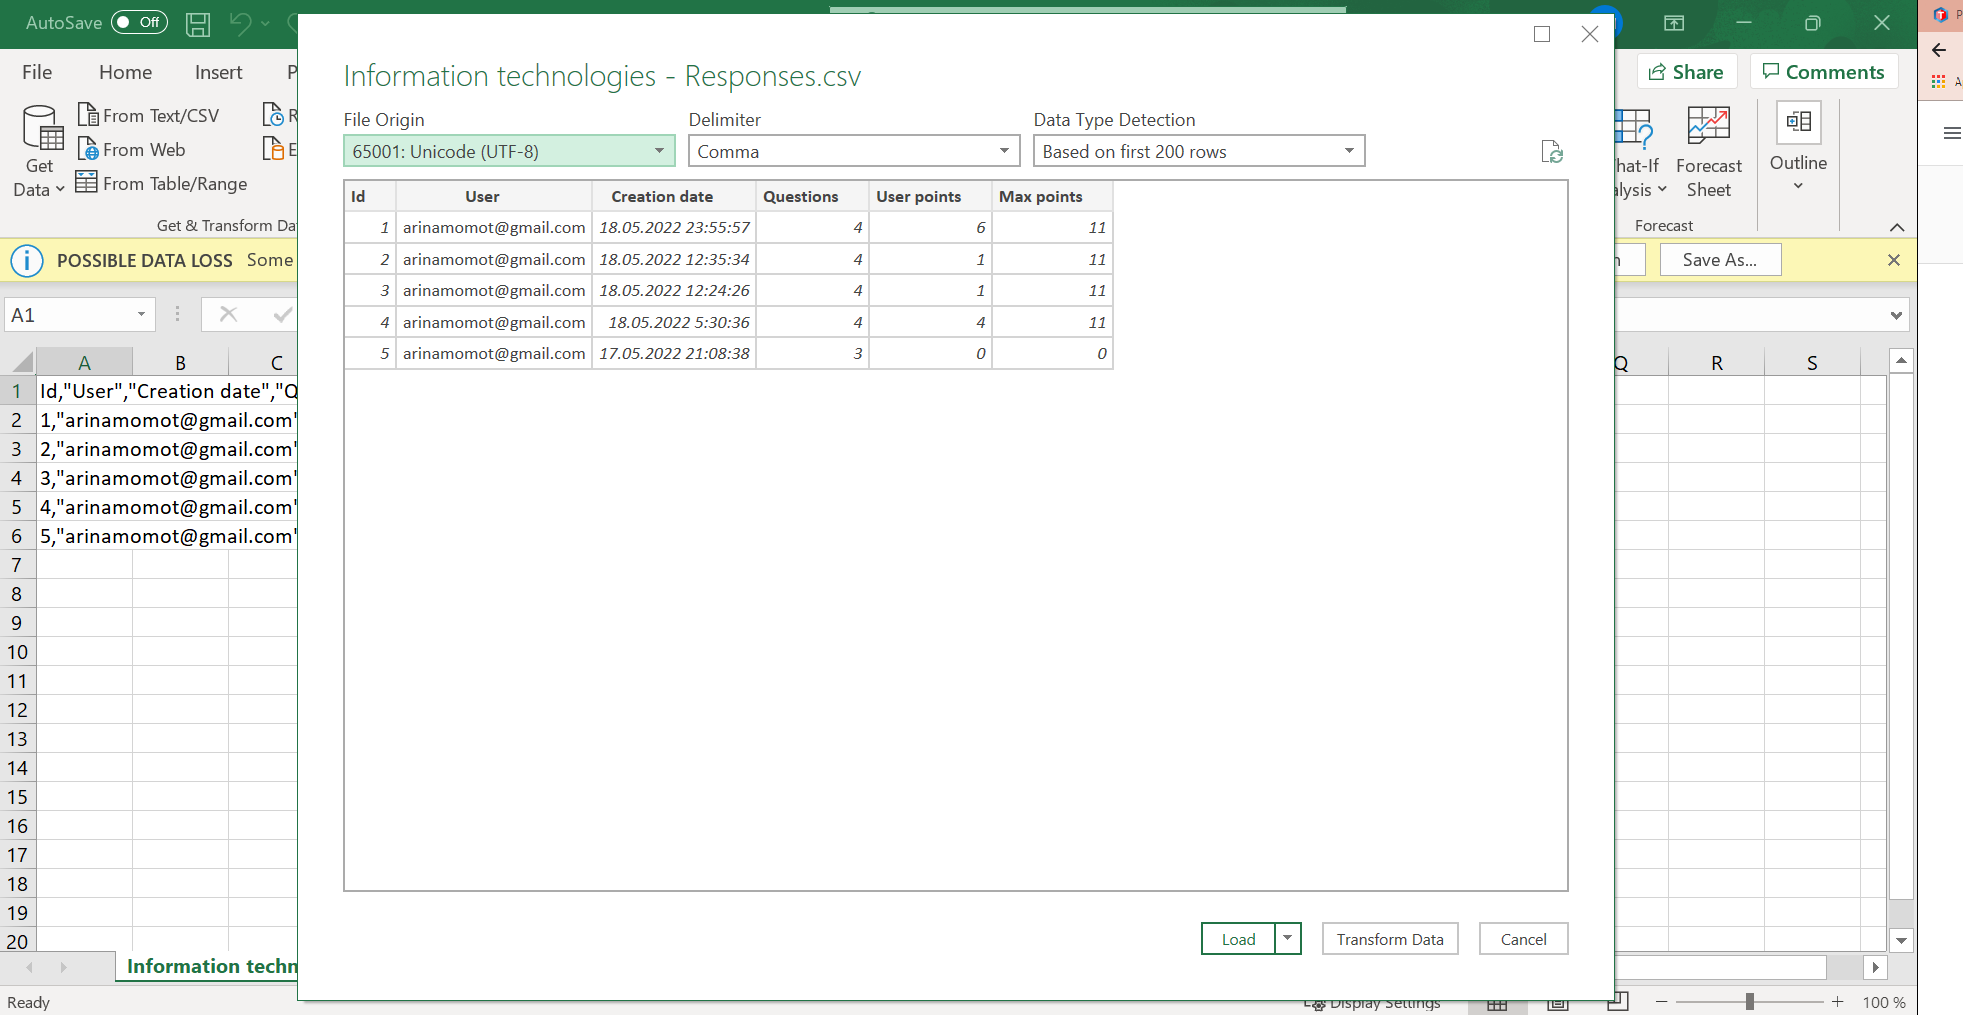 AutoSave Off
File Home Insert P
Share Comments
Get Data
From Text/CSV
From Web
From Table/Range
R
E
Get & Transform Da
hat-If
alysis
Forecast
Sheet
Outline
Forecast
POSSIBLE DATA LOSS Some
n
Save As...
A1
Information technologies - Responses.csv
File Origin Delimiter Data Type Detection
65001: Unicode (UTF-8) Comma Based on first 200 rows
Id User Creation date Questions User points Max points
1 arinamomot@gmail.com 18.05.2022 23:55:57 4 6 11
2 arinamomot@gmail.com 18.05.2022 12:35:34 4 1 11
3 arinamomot@gmail.com 18.05.2022 12:24:26 4 1 11
4 arinamomot@gmail.com 18.05.2022 5:30:36 4 4 11
5 arinamomot@gmail.com 17.05.2022 21:08:38 3 0 0
A B C Q R S
1 Id,"User","Creation date","Q
2 1,"arinamomot@gmail.com"
3 2,"arinamomot@gmail.com"
4 3,"arinamomot@gmail.com"
5 4,"arinamomot@gmail.com"
6 5,"arinamomot@gmail.com"
7
8
9
10
11
12
13
14
15
16
17
18
19
20
Load Transform Data Cancel
Information techn
Ready
Display Settings
100 %